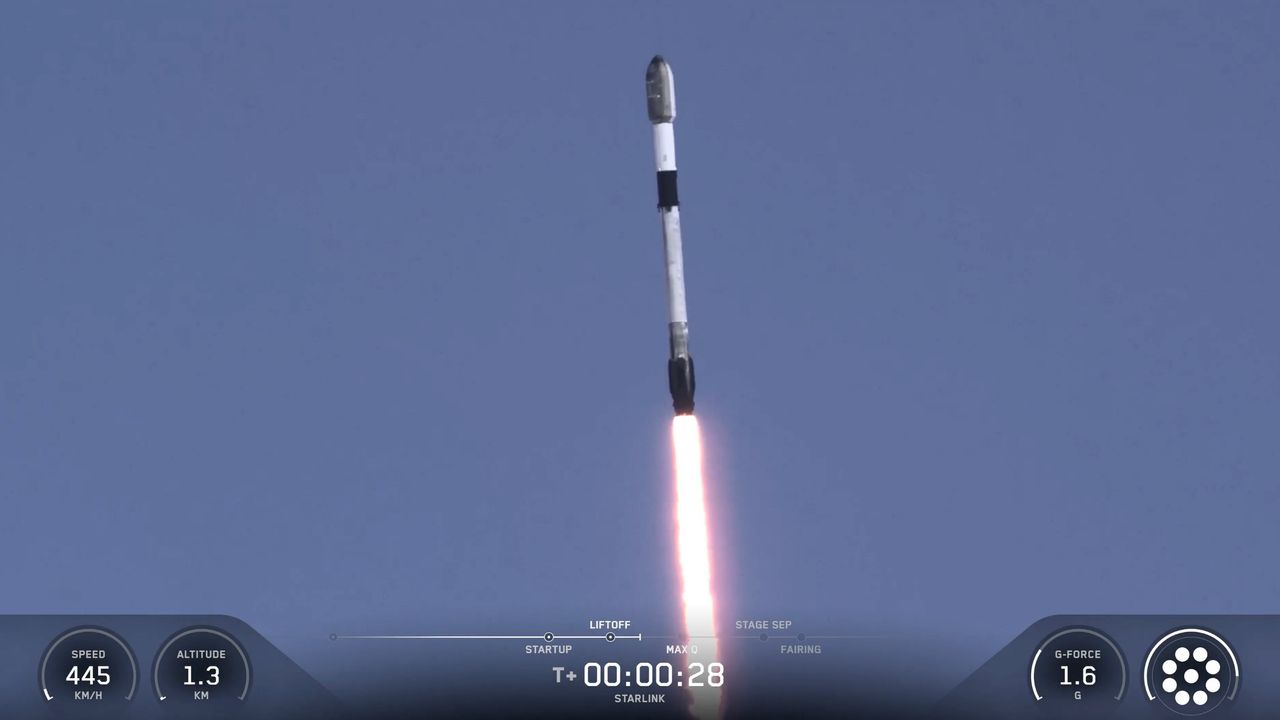 LIFTOFF
STAGE SEP
STARTUP
MAX Q
FAIRING
T+ 00:00:28
STARLINK
SPEED
445
KM/H
ALTITUDE
1.3
KM
G-FORCE
1.6
G